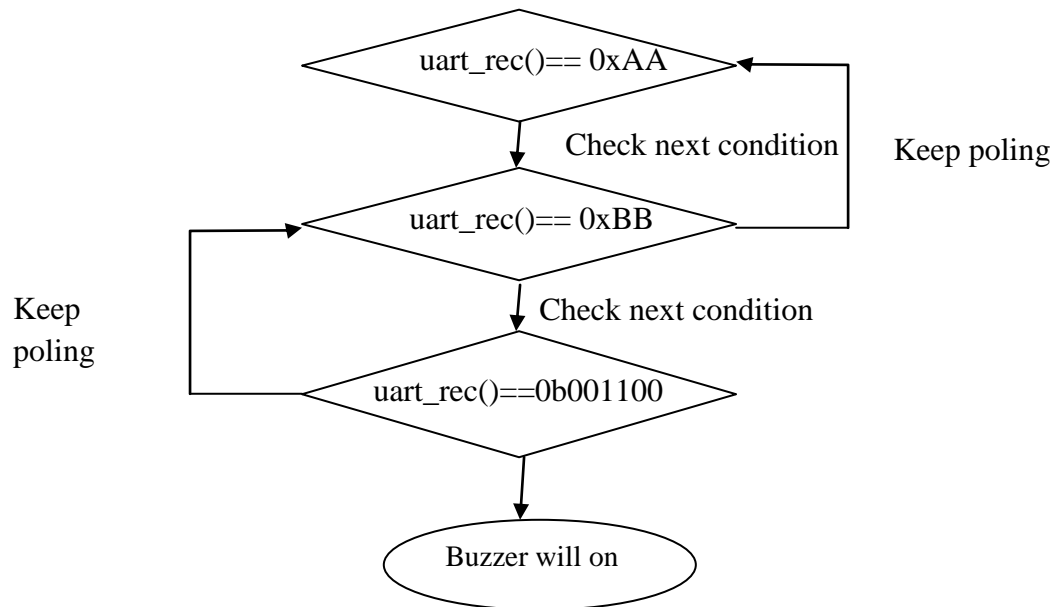 uart_rec()== 0xAA
Check next condition
Keep poling
uart_rec()== 0xBB
Keep
poling
Check next condition
uart_rec()==0b001100
Buzzer will on